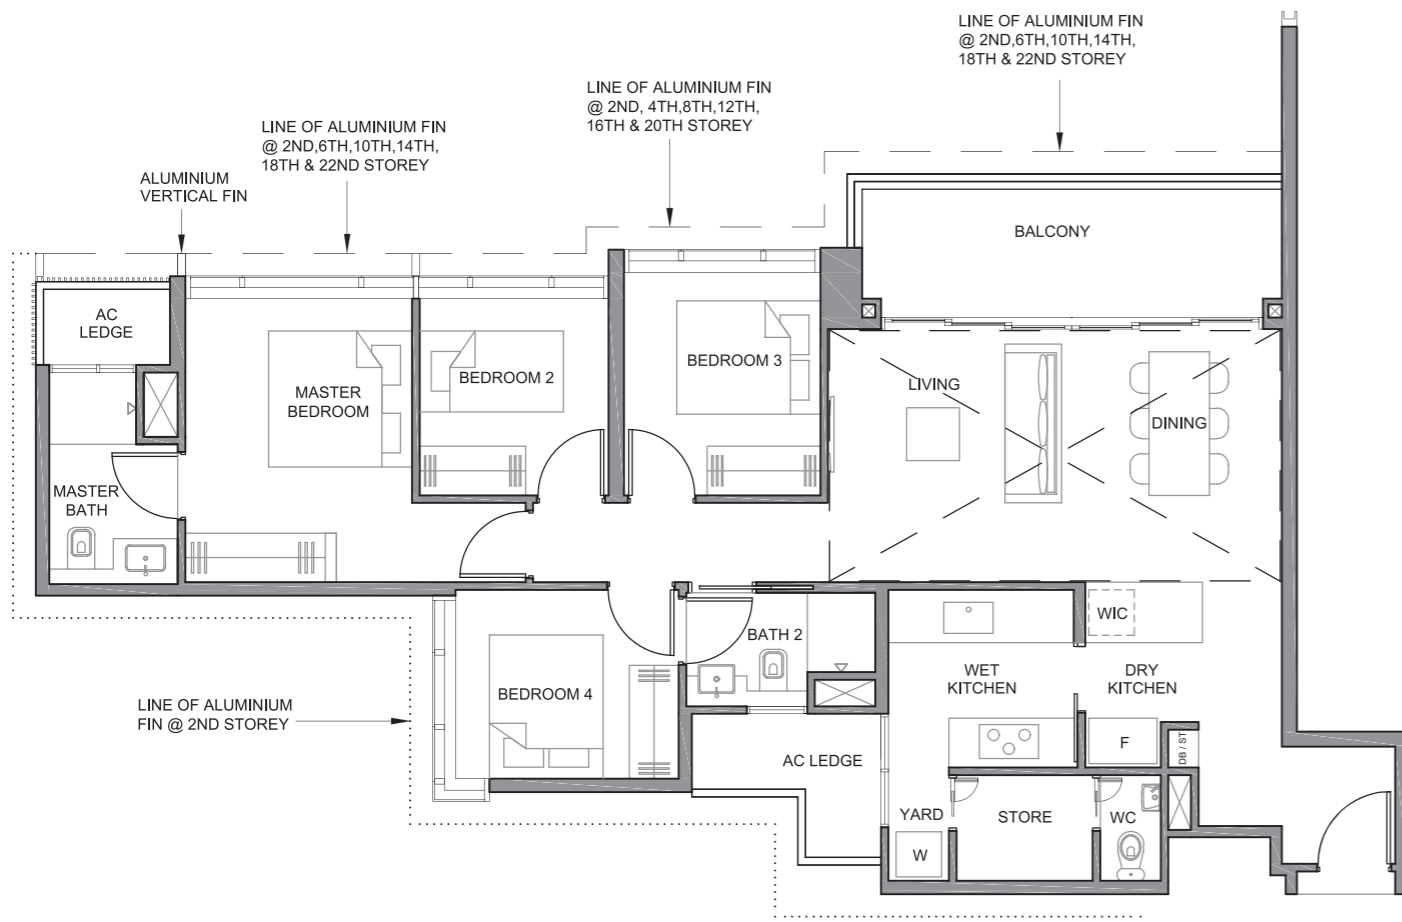 LINE OF ALUMINIUM FIN
@ 2ND,6TH,10TH,14TH,
18TH & 22ND STOREY
LINE OF ALUMINIUM FIN
@ 2ND, 4TH,8TH,12TH,
16TH & 20TH STOREY
LINE OF ALUMINIUM FIN
@ 2ND,6TH,10TH,14TH,
18TH & 22ND STOREY
ALUMINIUM
VERTICAL FIN
BALCONY
AC
LEDGE
MASTER
BEDROOM
BEDROOM 2
BEDROOM 3
LIVING
DINING
MASTER
BATH
BEDROOM 4
BATH 2
WET
KITCHEN
WIC
DRY
KITCHEN
LINE OF ALUMINIUM
FIN @ 2ND STOREY
AC LEDGE
F
DB / ST
YARD
STORE
WC
W